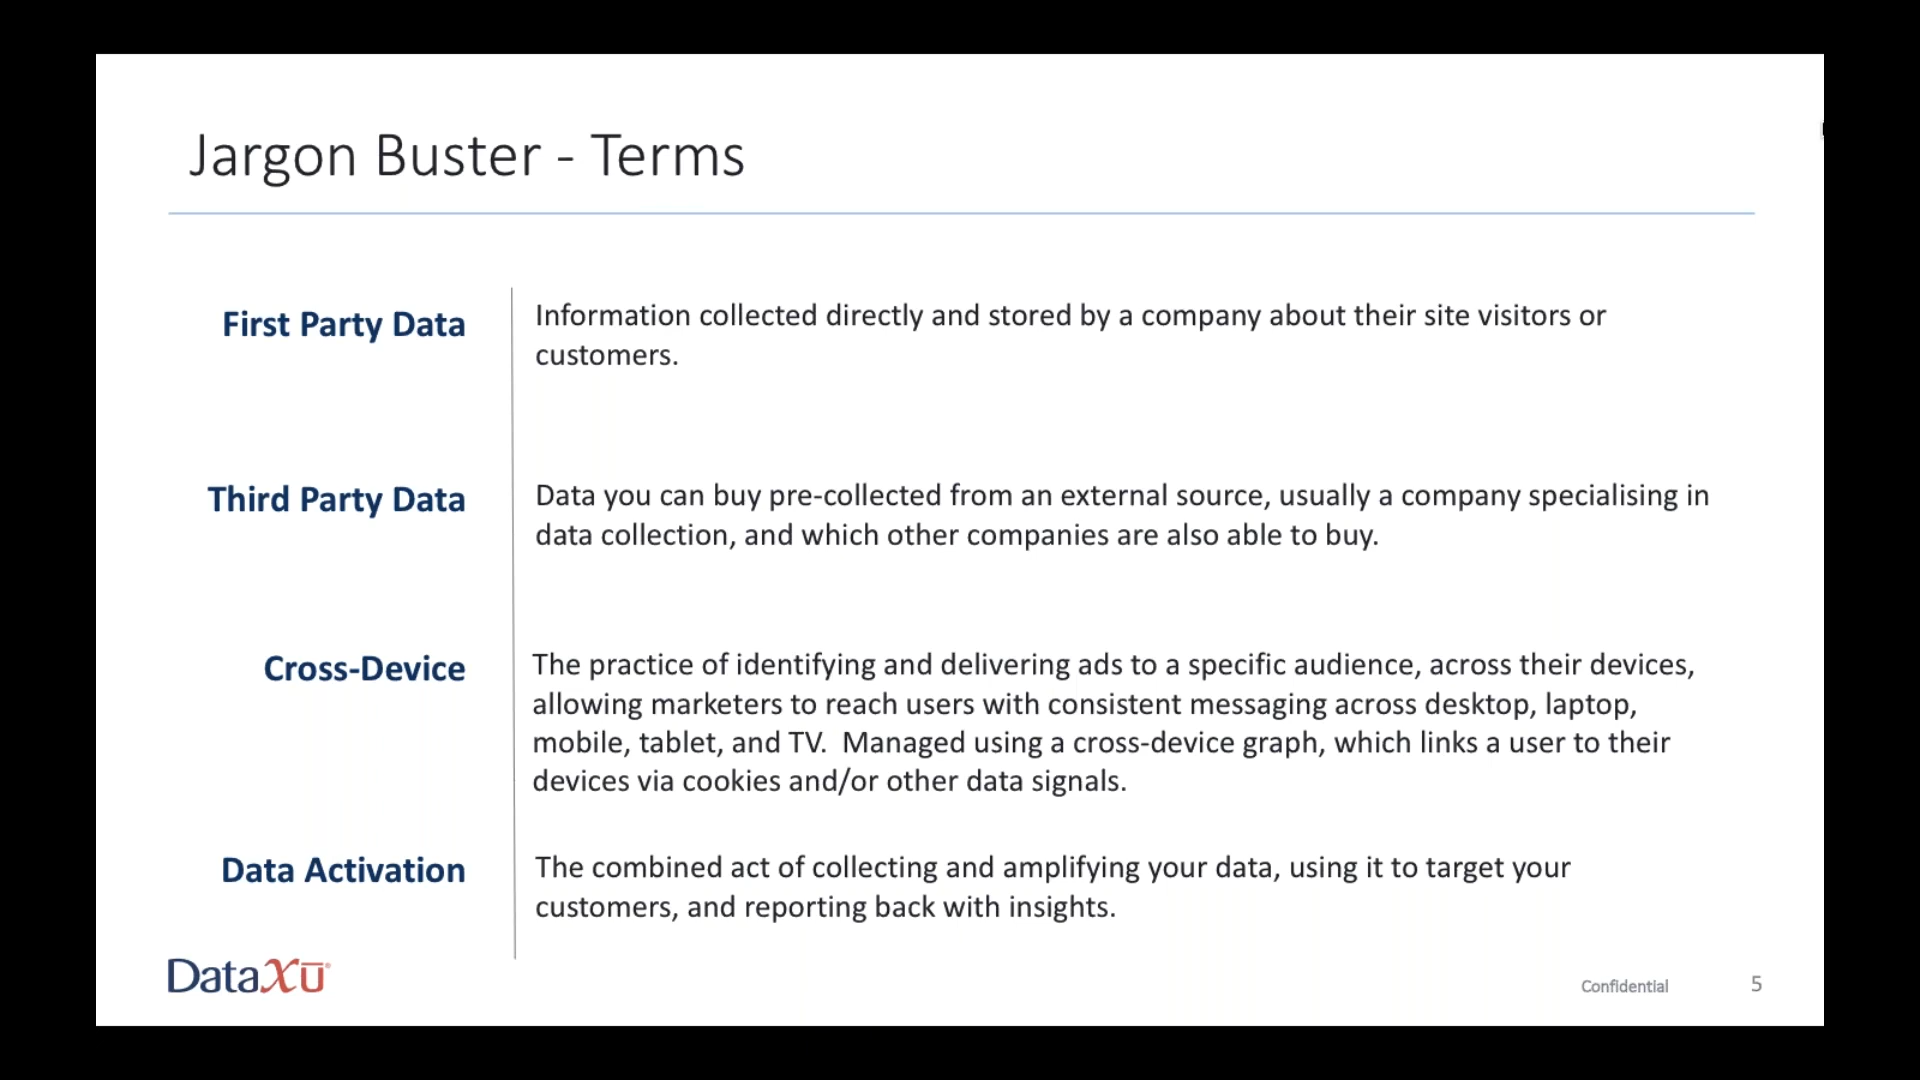 Jargon Buster - Terms
First Party Data
Information collected directly and stored by a company about their site visitors or
customers.
Third Party Data
Data you can buy pre-collected from an external source, usually a company specialising in
data collection, and which other companies are also able to buy.
Cross-Device
The practice of identifying and delivering ads to a specific audience, across their devices,
allowing marketers to reach users with consistent messaging across desktop, laptop,
mobile, tablet, and TV.  Managed using a cross-device graph, which links a user to their
devices via cookies and/or other data signals.
Data Activation
The combined act of collecting and amplifying your data, using it to target your
customers, and reporting back with insights.
DataXū®
Confidential
5